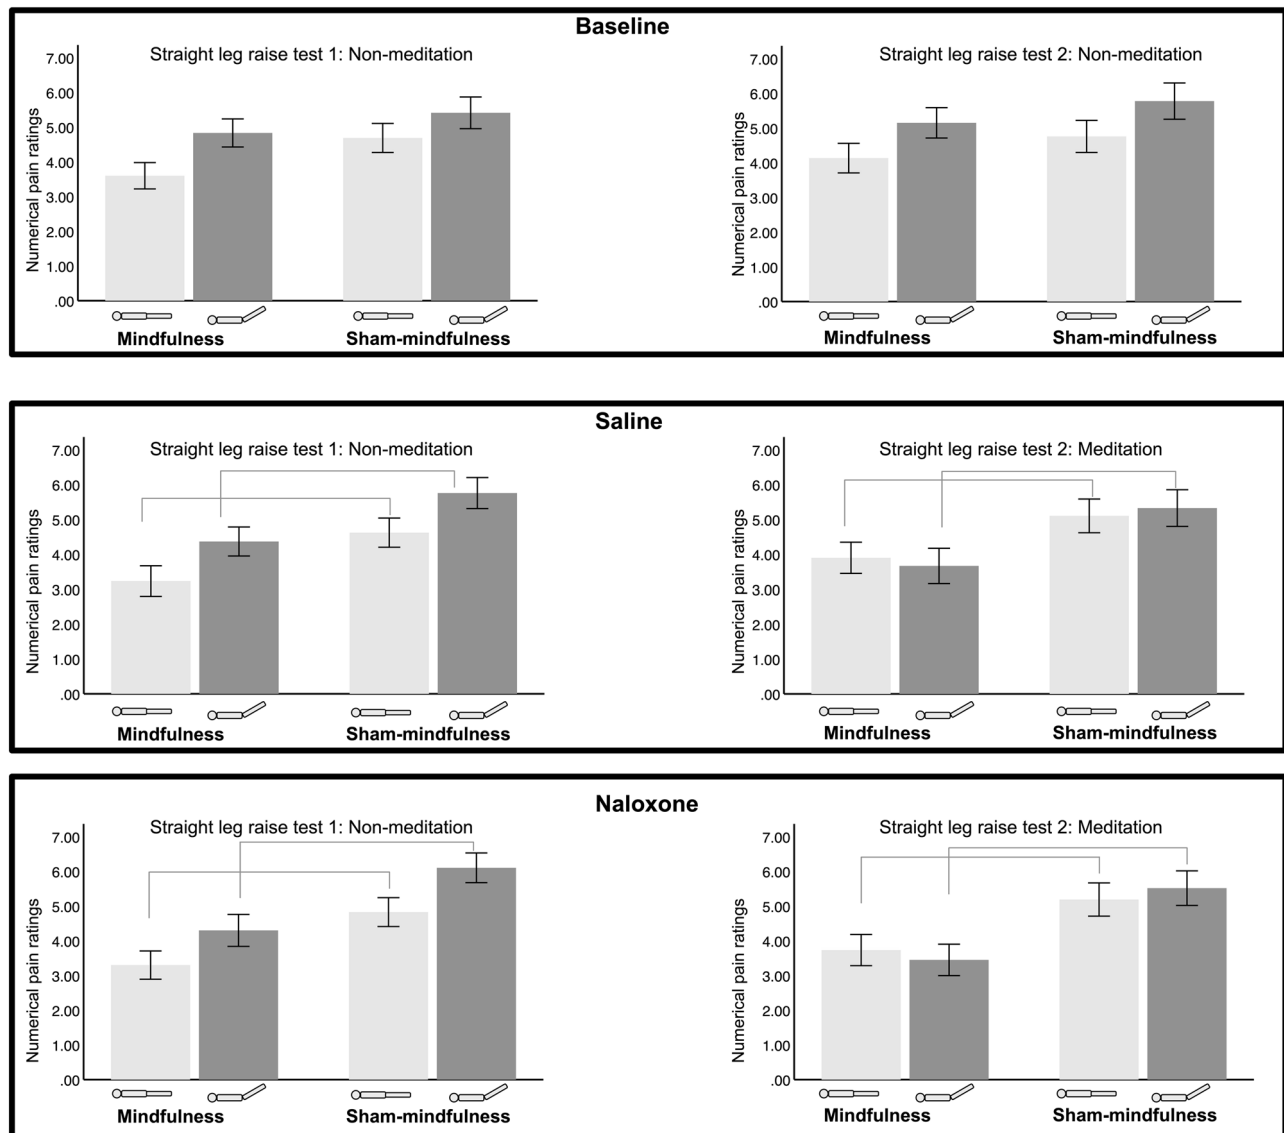 Baseline
Straight leg raise test 1: Non-meditation
Numerical pain ratings
7.00
6.00
5.00
4.00
3.00
2.00
1.00
.00
Mindfulness
Sham-mindfulness
Straight leg raise test 2: Non-meditation
Numerical pain ratings
7.00
6.00
5.00
4.00
3.00
2.00
1.00
.00
Mindfulness
Sham-mindfulness
Saline
Straight leg raise test 1: Non-meditation
Numerical pain ratings
7.00
6.00
5.00
4.00
3.00
2.00
1.00
.00
Mindfulness
Sham-mindfulness
Straight leg raise test 2: Meditation
Numerical pain ratings
7.00
6.00
5.00
4.00
3.00
2.00
1.00
.00
Mindfulness
Sham-mindfulness
Naloxone
Straight leg raise test 1: Non-meditation
Numerical pain ratings
7.00
6.00
5.00
4.00
3.00
2.00
1.00
.00
Mindfulness
Sham-mindfulness
Straight leg raise test 2: Meditation
Numerical pain ratings
7.00
6.00
5.00
4.00
3.00
2.00
1.00
.00
Mindfulness
Sham-mindfulness